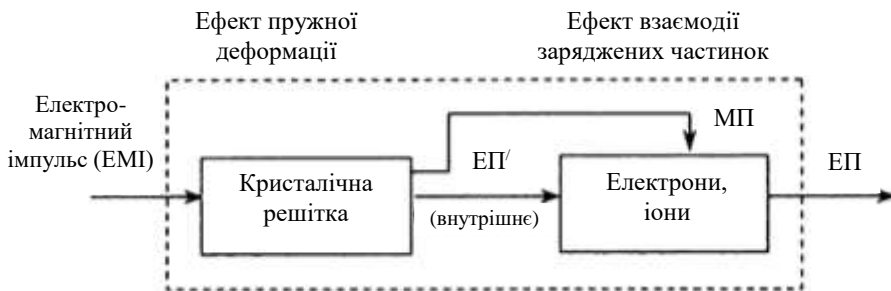 Ефект пружної
деформації
Ефект взаємодії
заряджених частинок
Електро-
магнітний
імпульс (ЕМІ)
МП
ЕП/
ЕП
Кристалічна
решітка
(внутрішнє)
Електрони,
іони